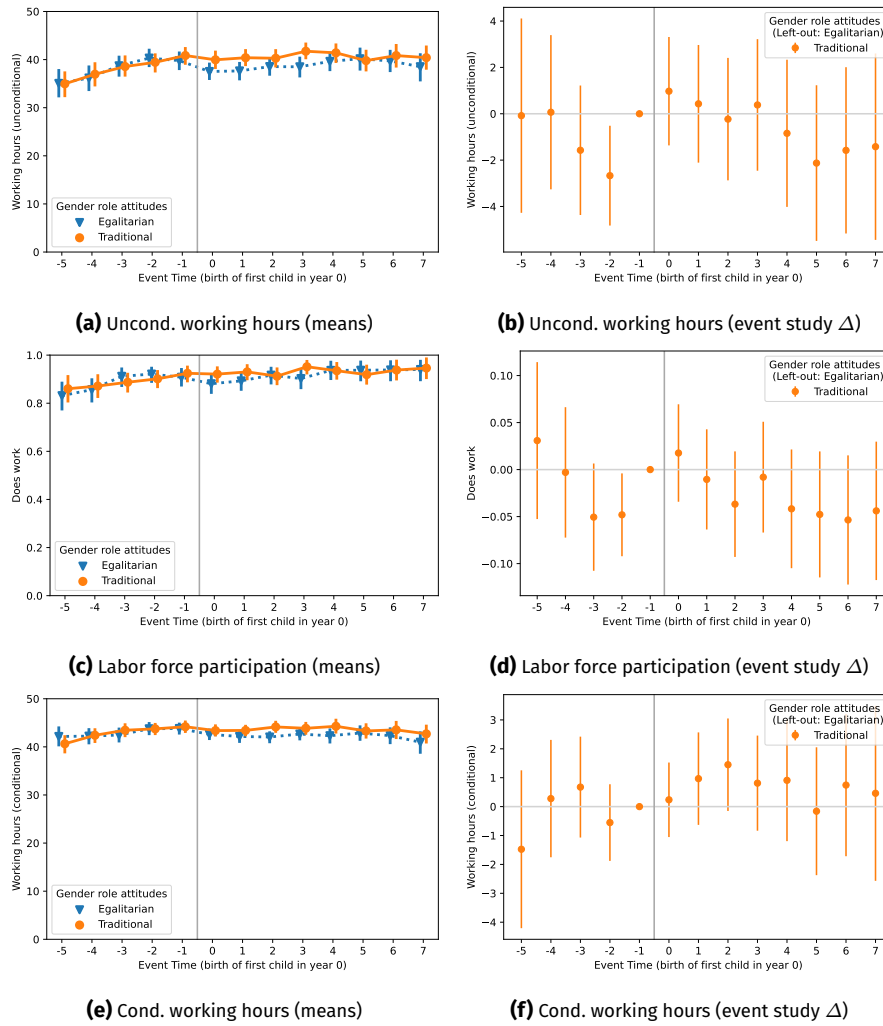 50
40
30
20
10
0
Working hours (unconditional)
Gender role attitudes
Egalitarian
Traditional
-5 -4 -3 -2 -1 0 1 2 3 4 5 6 7
Event Time (birth of first child in year 0)
(a) Uncond. working hours (means)
4
2
0
−2
−4
Working hours (unconditional)
Gender role attitudes
(Left-out: Egalitarian)
Traditional
-5 -4 -3 -2 -1 0 1 2 3 4 5 6 7
Event Time (birth of first child in year 0)
(b) Uncond. working hours (event study Δ)
1.0
0.8
0.6
0.4
0.2
0.0
Does work
Gender role attitudes
Egalitarian
Traditional
-5 -4 -3 -2 -1 0 1 2 3 4 5 6 7
Event Time (birth of first child in year 0)
(c) Labor force participation (means)
0.10
0.05
0.00
−0.05
−0.10
Does work
Gender role attitudes
(Left-out: Egalitarian)
Traditional
-5 -4 -3 -2 -1 0 1 2 3 4 5 6 7
Event Time (birth of first child in year 0)
(d) Labor force participation (event study Δ)
50
40
30
20
10
0
Working hours (conditional)
Gender role attitudes
Egalitarian
Traditional
-5 -4 -3 -2 -1 0 1 2 3 4 5 6 7
Event Time (birth of first child in year 0)
(e) Cond. working hours (means)
3
2
1
0
−1
−2
−3
−4
Working hours (conditional)
Gender role attitudes
(Left-out: Egalitarian)
Traditional
-5 -4 -3 -2 -1 0 1 2 3 4 5 6 7
Event Time (birth of first child in year 0)
(f) Cond. working hours (event study Δ)